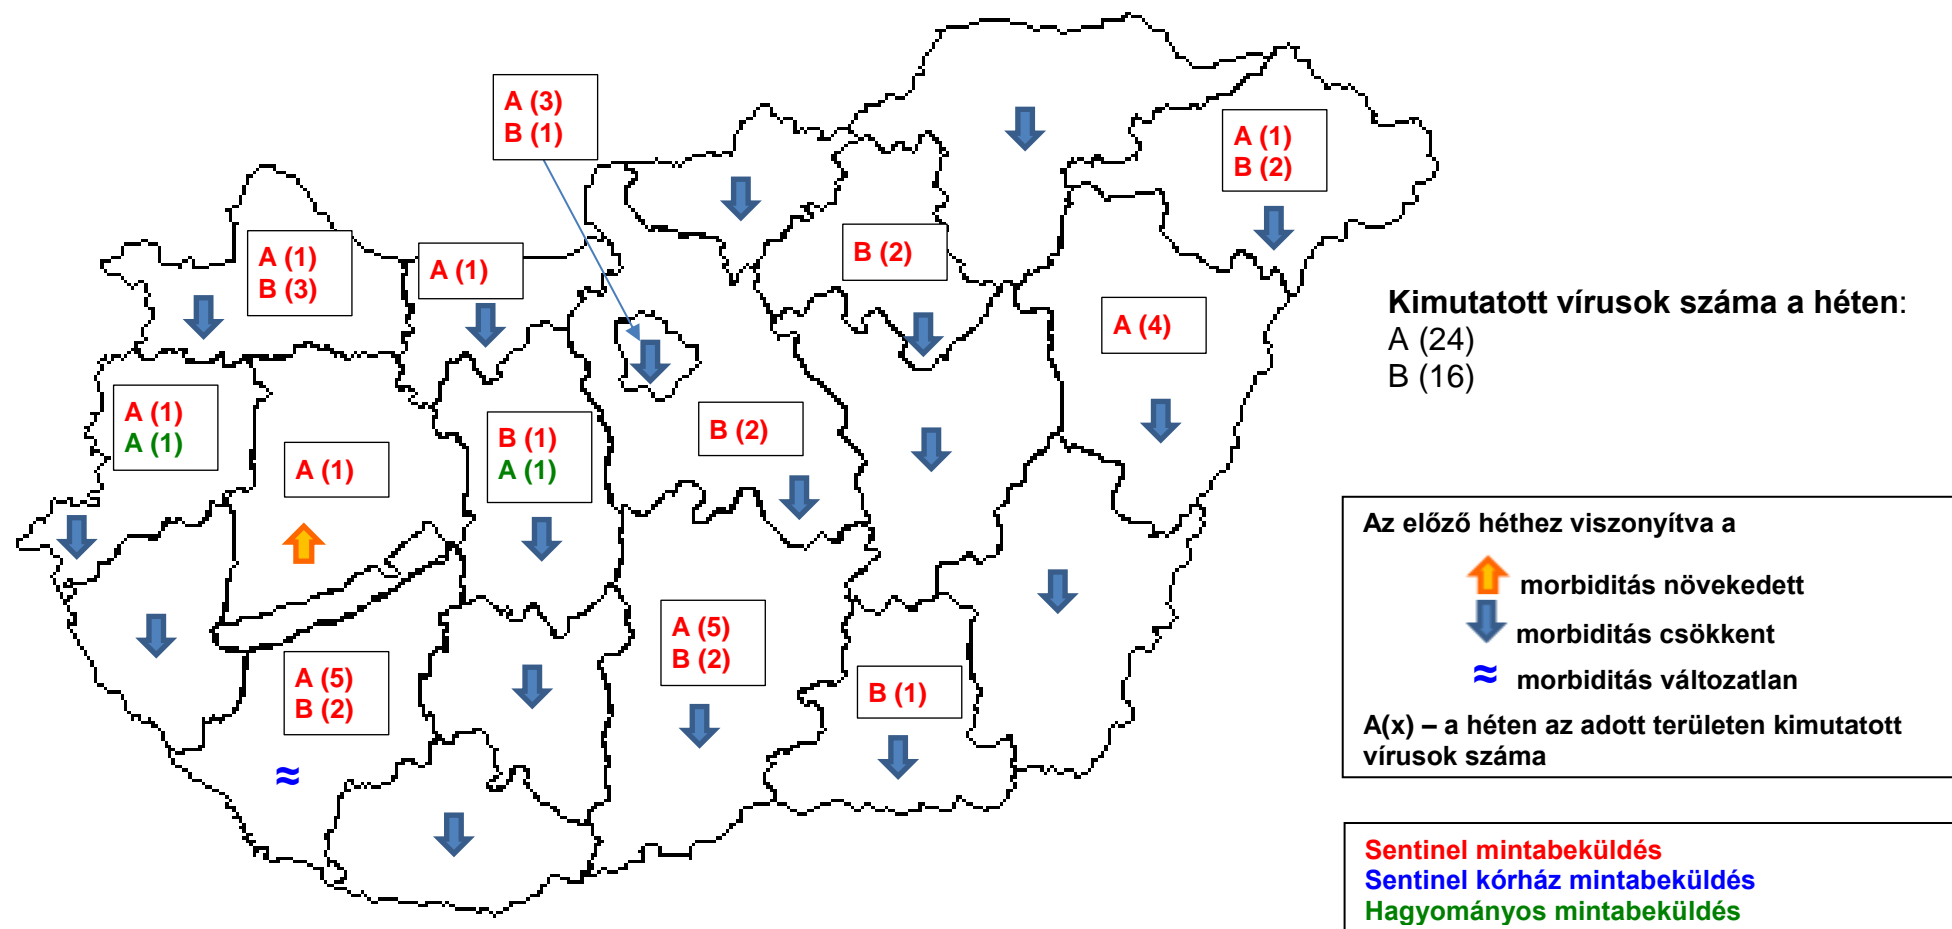 A (3)
B (1)
A (1)
B (2)
A (1)
B (3)
A (1)
B (2)
A (4)
Kimutatott vírusok száma a héten:
A (24)
B (16)
A (1)
A (1)
A (1)
B (1)
A (1)
B (2)
A (5)
B (2)
A (5)
B (2)
B (1)
Az előző héthez viszonyítva a
morbiditás növekedett
morbiditás csökkent
≈ morbiditás változatlan
A(x) – a héten az adott területen kimutatott
vírusok száma
≈
Sentinel mintabeküldés
Sentinel kórház mintabeküldés
Hagyományos mintabeküldés